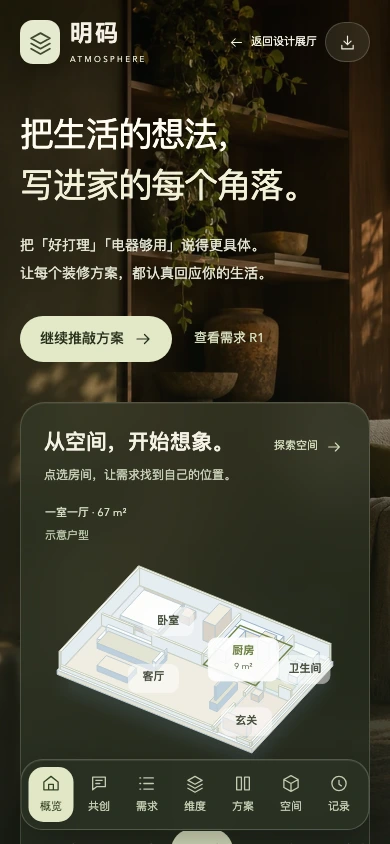 明码
ATMOSPHERE
返回设计展厅
把生活的想法，
写进家的每个角落。
把「好打理」「电器够用」说得更具体。
让每个装修方案，都认真回应你的生活。
继续推敲方案
查看需求 R1
从空间，开始想象。
探索空间
点选房间，让需求找到自己的位置。
一室一厅 · 67 m²
示意户型
卧室
厨房
9 m²
卫生间
客厅
玄关
概览
共创
需求
维度
方案
空间
记录